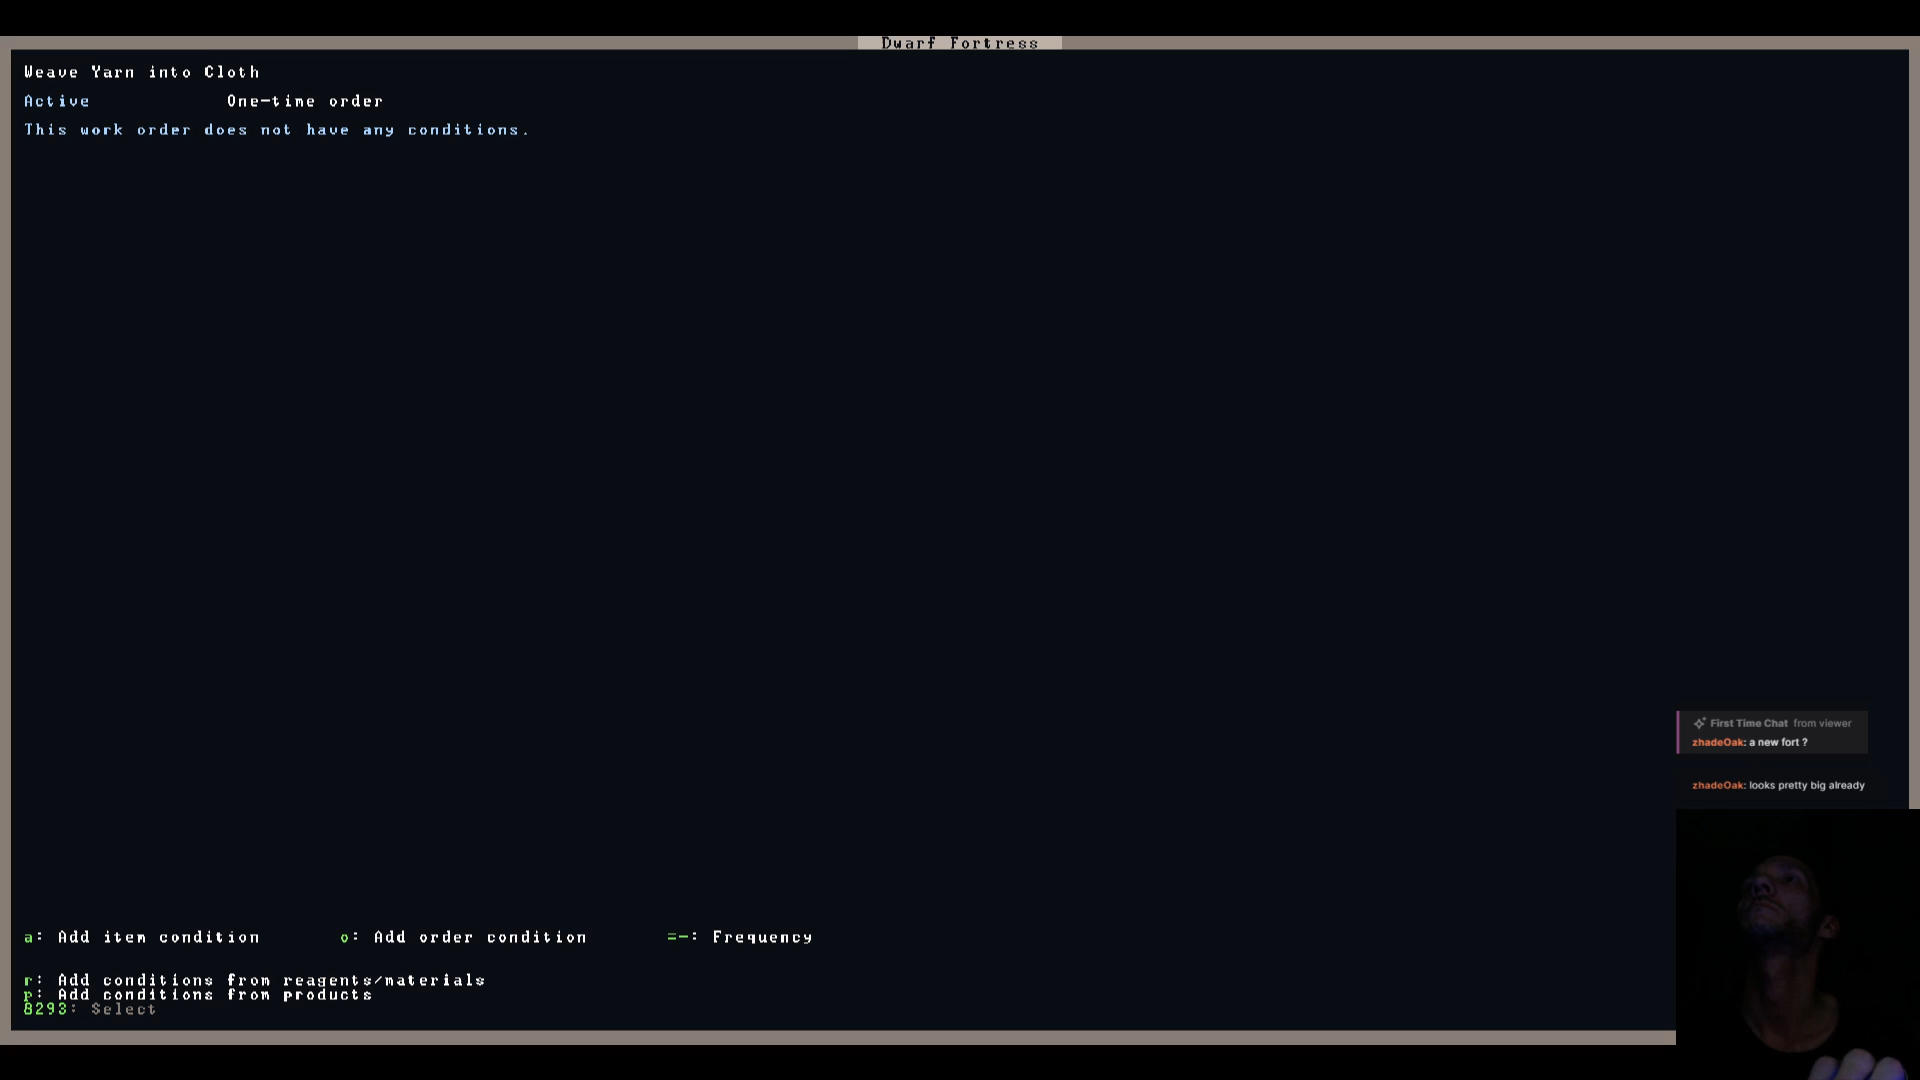 Dwarf Fortress
Weave Yarn into Cloth
Active One-time order
This work order does not have any conditions.
First Time Chat from viewer
zhadeOak: a new fort ?
zhadeOak: looks pretty big already
a: Add item condition o: Add order condition =-: Frequency
r: Add conditions from reagents/materials
p: Add conditions from products
8293: Select